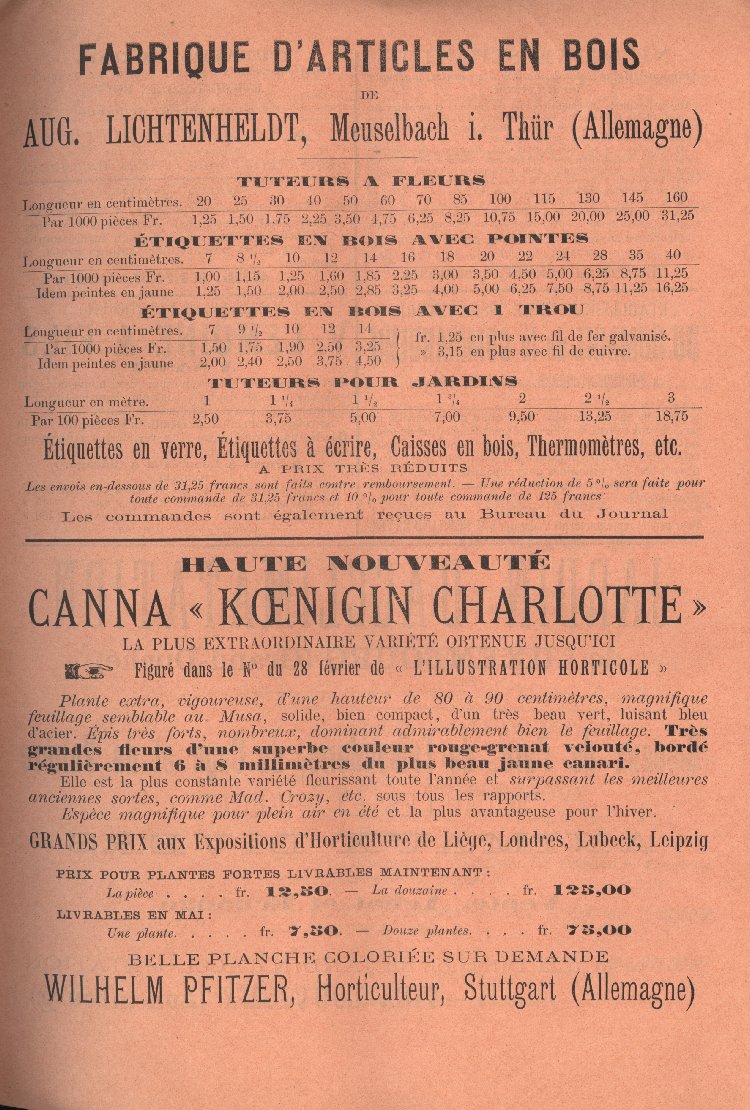 FABRIQUE D'ARTICLES EN BOIS
DE
AUG. LICHTENHELDT, Meuselbach i. Thür (Allemagne)
TUTEURS A FLEURS
Longueur en centimètres. 20 25 30 40 50 60 70 85 100 115 130 145 160
Par 1000 pièces Fr. 1,25 1,50 1.75 2,25 3,50 4,75 6,25 8,25 10,75 15,00 20,00 25,00 31,25
ÉTIQUETTES EN BOIS AVEC POINTES
Longueur en centimètres. 7 8 1/2 10 12 14 16 18 20 22 24 28 35 40
Par 1000 pièces Fr. 1,00 1,15 1,25 1,60 1,85 2.25 3,00 3,50 4,50 5,00 6,25 8,75 11,25
Idem peintes en jaune 1,25 1,50 2,00 2,50 2,85 3,25 4,00 5,00 6,25 7,50 8,75 11,25 16,25
ÉTIQUETTES EN BOIS AVEC 1 TROU
Longueur en centimètres. 7 9 1/2 10 12 14
Par 1000 pièces Fr. 1,50 1,75 1,90 2,50 3,25
Idem peintes en jaune 2,00 2,40 2,50 3,75 4,50
fr. 1,25 en plus avec fil de fer galvanisé.
» 3,15 en plus avec fil de cuivre.
TUTEURS POUR JARDINS
Longueur en mètre. 1 1 1/4 1 1/2 1 3/4 2 2 1/2 3
Par 100 pièces Fr. 2,50 3,75 5,00 7,00 9,50 13,25 18,75
Étiquettes en verre, Étiquettes à écrire, Caisses en bois, Thermomètres, etc.
A PRIX TRÈS RÉDUITS
Les envois en-dessous de 31,25 francs sont faits contre remboursement. — Une réduction de 5 % sera faite pour
toute commande de 31,25 francs et 10 % pour toute commande de 125 francs
Les commandes sont également reçues au Bureau du Journal
HAUTE NOUVEAUTÉ
CANNA « KŒNIGIN CHARLOTTE »
LA PLUS EXTRAORDINAIRE VARIÉTÉ OBTENUE JUSQU'ICI
Figuré dans le No du 28 février de « L'ILLUSTRATION HORTICOLE »
Plante extra, vigoureuse, d'une hauteur de 80 à 90 centimètres, magnifique
feuillage semblable au Musa, solide, bien compact, d'un très beau vert, luisant bleu
d'acier. Épis très forts, nombreux, dominant admirablement bien le feuillage. Très
grandes fleurs d'une superbe couleur rouge-grenat velouté, bordé
régulièrement 6 à 8 millimètres du plus beau jaune canari.
Elle est la plus constante variété fleurissant toute l'année et surpassant les meilleures
anciennes sortes, comme Mad. Crozy, etc. sous tous les rapports.
Espèce magnifique pour plein air en été et la plus avantageuse pour l'hiver.
GRANDS PRIX aux Expositions d'Horticulture de Liège, Londres, Lubeck, Leipzig
PRIX POUR PLANTES FORTES LIVRABLES MAINTENANT :
La pièce . . . . fr. 12,50. — La douzaine . . . . fr. 125,00
LIVRABLES EN MAI :
Une plante. . . . . fr. 7,50. — Douze plantes. . . . fr. 75,00
BELLE PLANCHE COLORIÉE SUR DEMANDE
WILHELM PFITZER, Horticulteur, Stuttgart (Allemagne)